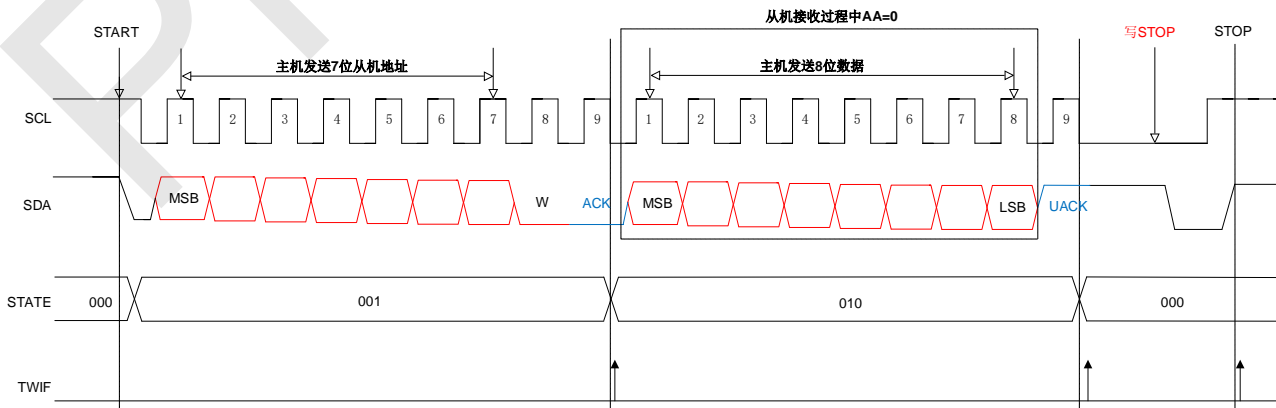 从机接收过程中AA=0
START
写STOP
STOP
主机发送7位从机地址
主机发送8位数据
SCL
1 2 3 4 5 6 7 8 9 1 2 3 4 5 6 7 8 9
SDA
MSB W ACK MSB LSB UACK
STATE 000 001 010 000
TWIF